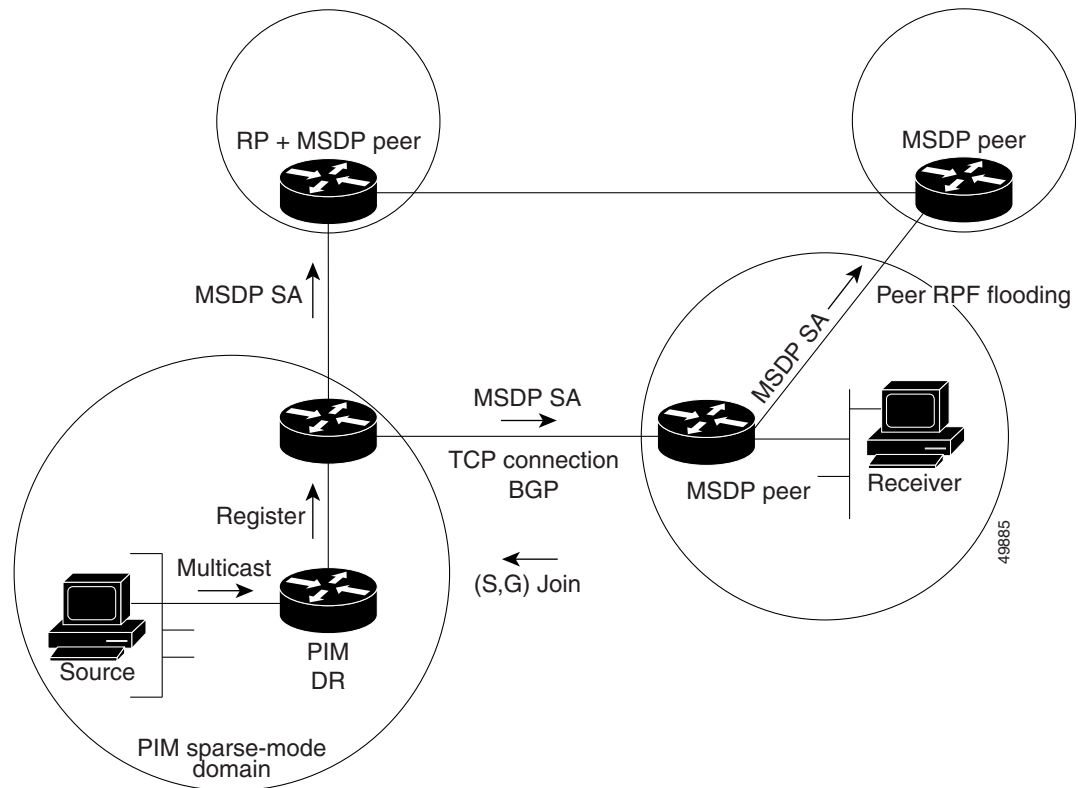 RP + MSDP peer
MSDP peer
MSDP SA
Peer RPF flooding
MSDP SA
MSDP SA
TCP connection
BGP
MSDP peer
Receiver
Register
49885
Multicast
(S,G) Join
PIM
DR
Source
PIM sparse-mode
domain